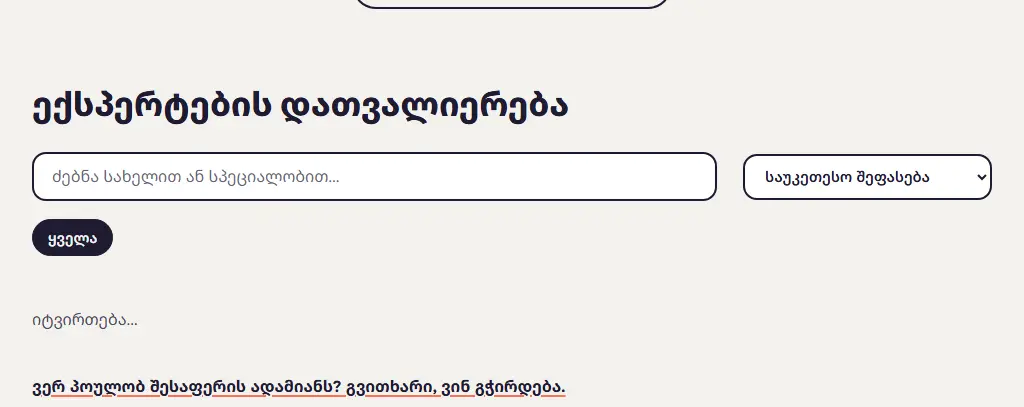 ექსპერტების დათვალიერება
ძებნა სახელით ან სპეციალობით...
საუკეთესო შეფასება
ყველა
იტვირთება...
ვერ პოულობ შესაფერის ადამიანს? გვითხარი, ვინ გჭირდება.